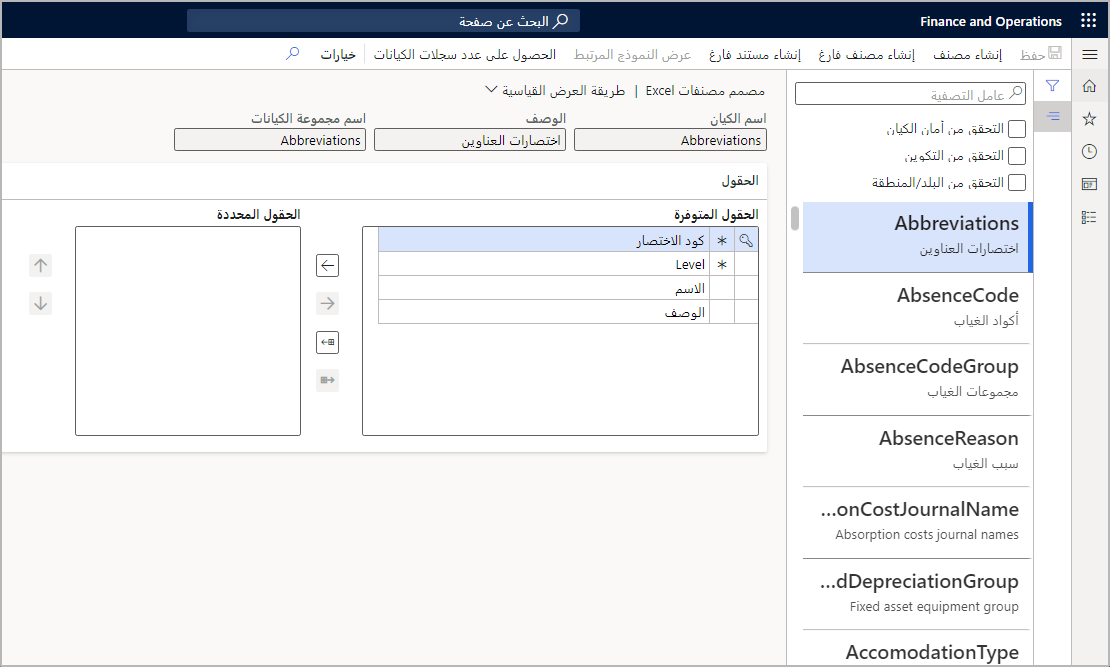 Finance and Operations
البحث عن صفحة
حفظ
إنشاء مصنف
إنشاء مصنف فارغ
إنشاء مستند فارغ
عرض النموذج المرتبط
الحصول على عدد سجلات الكيانات
خيارات
عامل التصفية
التحقق من أمان الكيان
التحقق من التكوين
التحقق من البلد/المنطقة
Abbreviations
اختصارات العناوين
AbsenceCode
أكواد الغياب
AbsenceCodeGroup
مجموعات الغياب
AbsenceReason
سبب الغياب
...onCostJournalName
Absorption costs journal names
...dDepreciationGroup
Fixed asset equipment group
AccomodationType
مصمم مصنفات Excel | طريقة العرض القياسية
اسم الكيان
Abbreviations
الوصف
اختصارات العناوين
اسم مجموعة الكيانات
Abbreviations
الحقول
الحقول المتوفرة
كود الاختصار
Level
الاسم
الوصف
الحقول المحددة